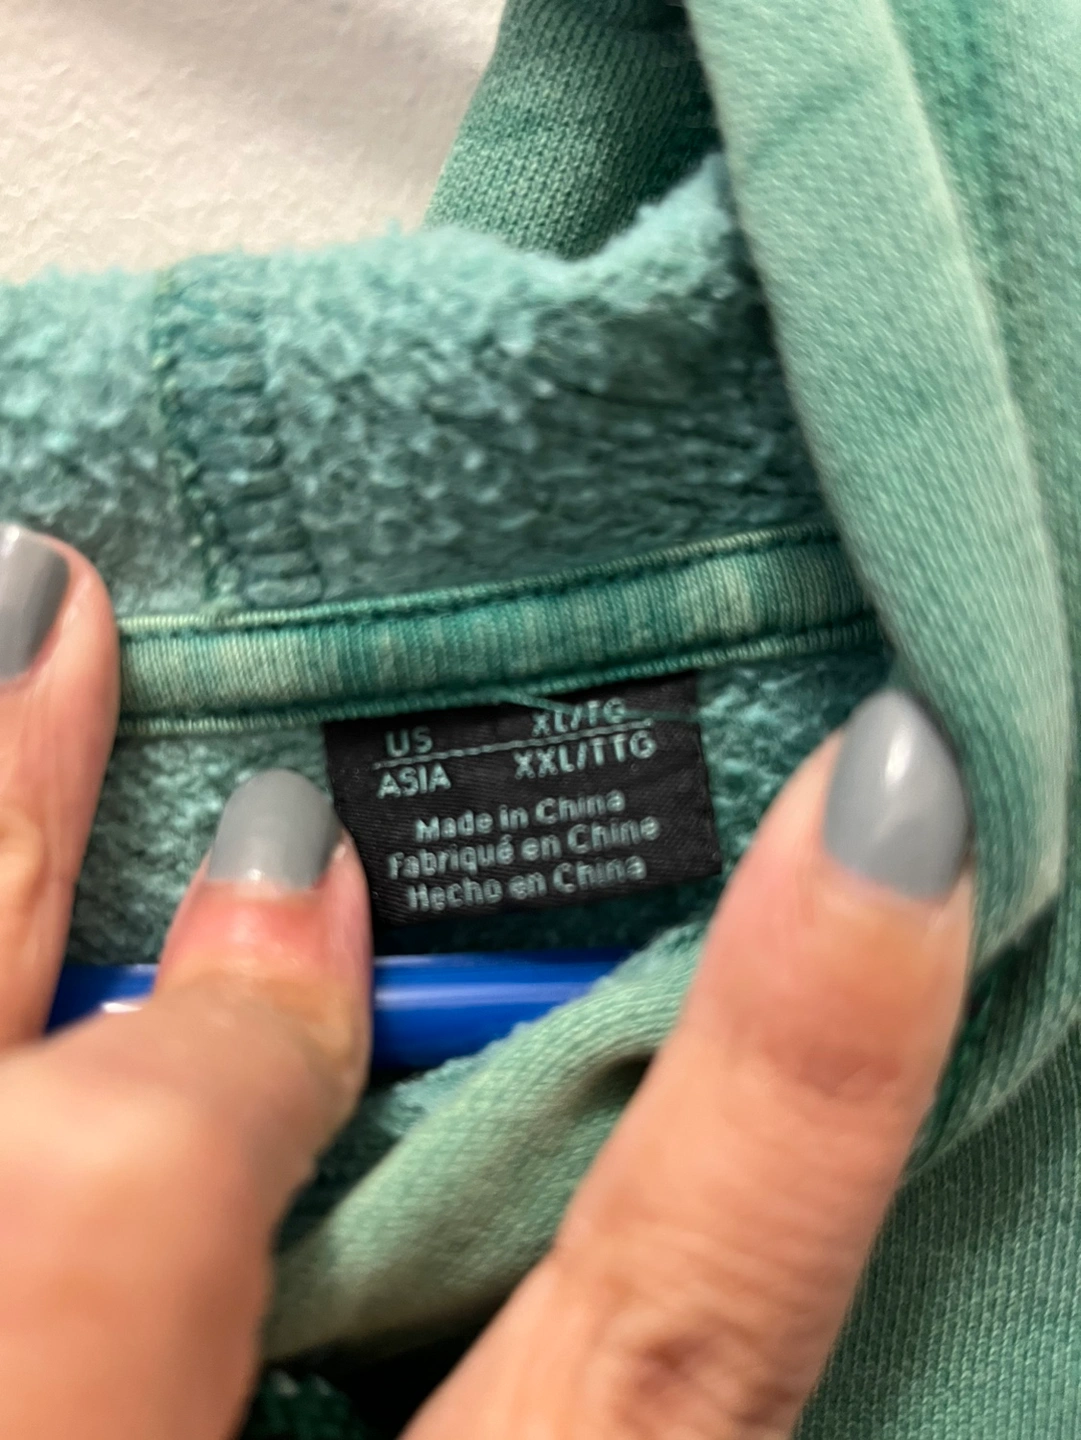 US XL/TG
ASIA XXL/TTG
Made in China
Fabriqué en Chine
Hecho en China